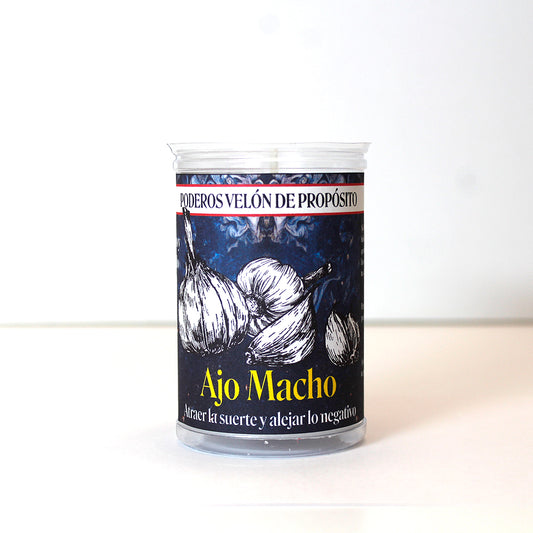 PODEROS VELÓN DE PROPÓSITO
Ajo Macho
Atraer la suerte y alejar lo negativo